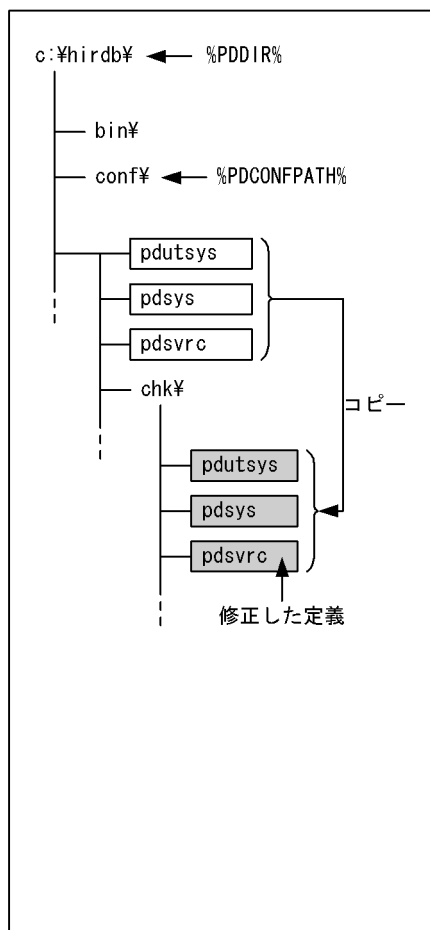 c:¥hirdb¥ %PDDIR%
bin¥
conf¥ %PDCONFPATH%
pdutsys
pdsys
pdsvrc
chk¥
コピー
pdutsys
pdsys
pdsvrc
修正した定義